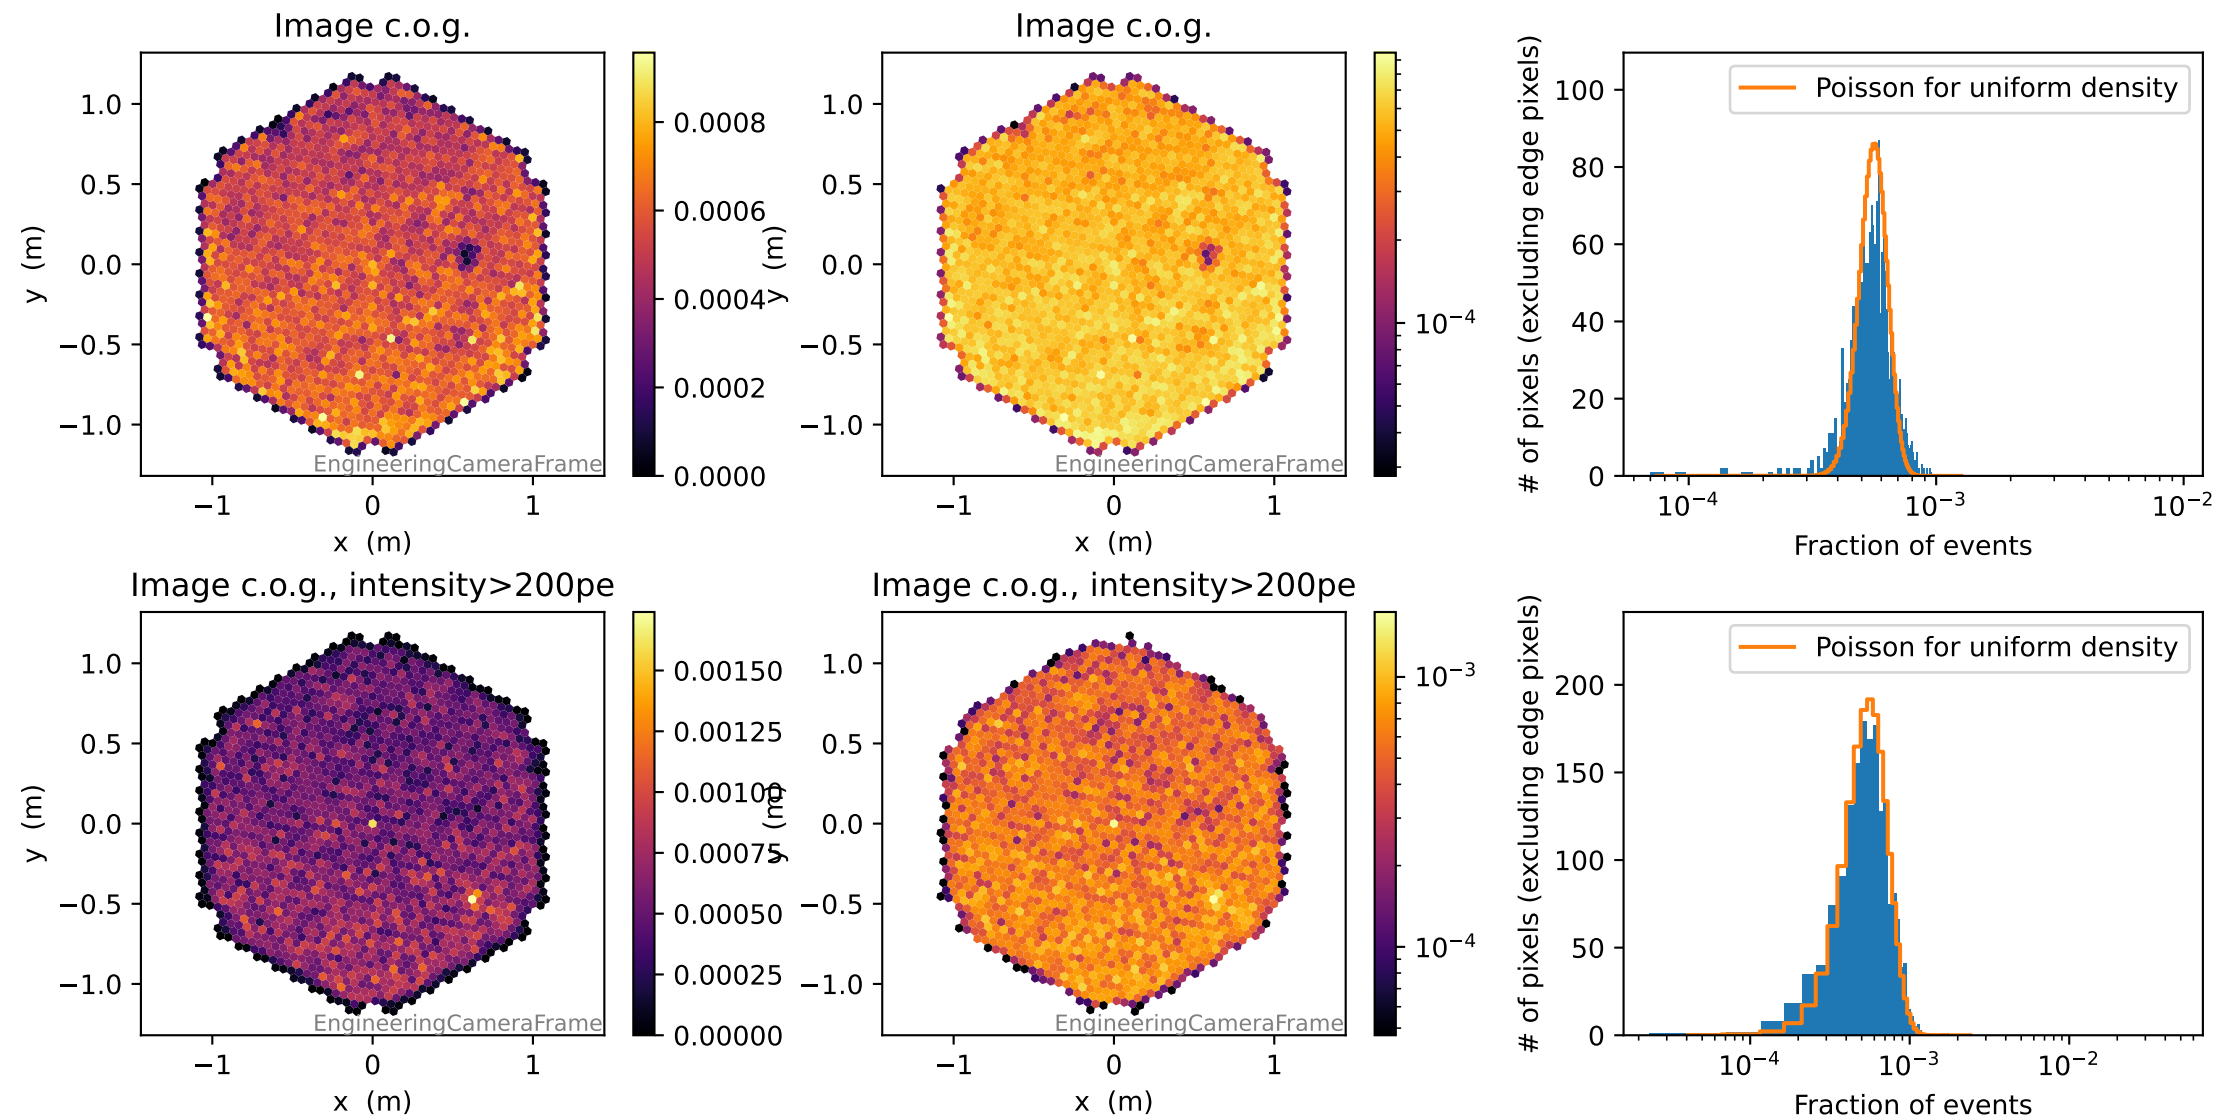 Image c.o.g.
1.0
0.5
0.0
−0.5
−1.0
y (m)
−1 0 1
x (m)
EngineeringCameraFrame
0.0008
0.0006
0.0004
0.0002
0.0000
Image c.o.g.
1.0
0.5
0.0
−0.5
−1.0
y (m)
−1 0 1
x (m)
EngineeringCameraFrame
10−4
Poisson for uniform density
100
80
60
40
20
0
# of pixels (excluding edge pixels)
10−4 10−3 10−2
Fraction of events
Image c.o.g., intensity>200pe
1.0
0.5
0.0
−0.5
−1.0
y (m)
−1 0 1
x (m)
EngineeringCameraFrame
0.00150
0.00125
0.00100
0.00075
0.00050
0.00025
0.00000
Image c.o.g., intensity>200pe
1.0
0.5
0.0
−0.5
−1.0
y (m)
−1 0 1
x (m)
EngineeringCameraFrame
10−3
10−4
Poisson for uniform density
200
150
100
50
0
# of pixels (excluding edge pixels)
10−4 10−3 10−2
Fraction of events